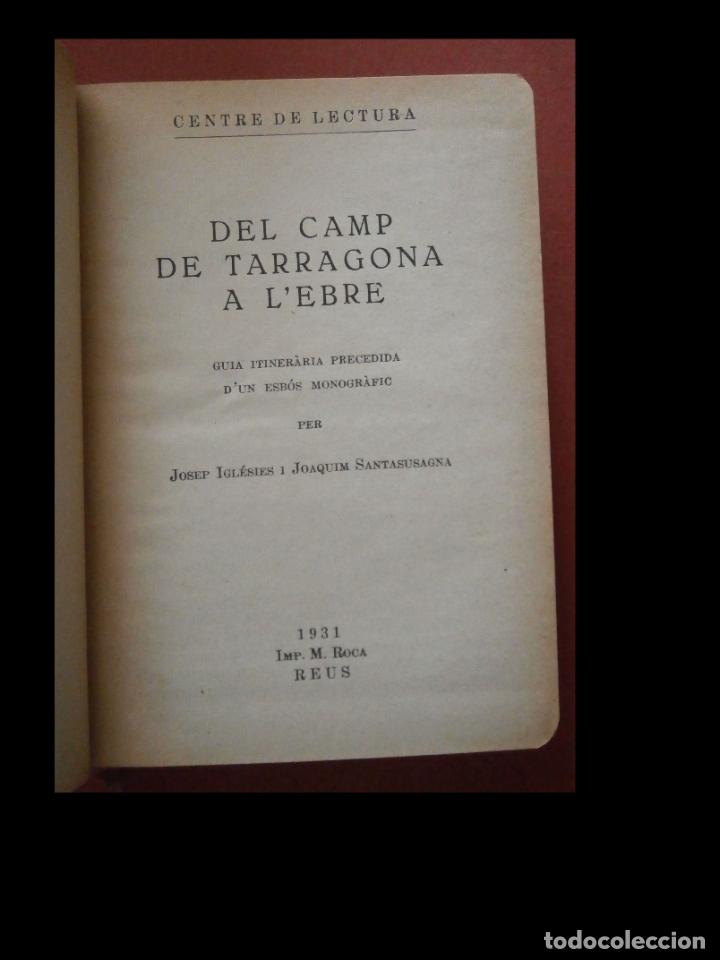 CENTRE DE LECTURA
DEL CAMP
DE TARRAGONA
A L'EBRE
GUIA ITINERÀRIA PRECEDIDA
D'UN ESBÓS MONOGRÀFIC
PER
JOSEP IGLÉSIES I JOAQUIM SANTASUSAGNA
1931
IMP. M. ROCA
REUS
todocoleccion